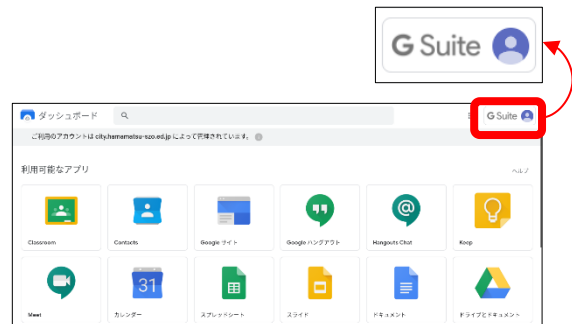 G Suite
ダッシュボード
G Suite
ご利用のアカウントは city.hamamatsu-szo.ed.jp によって管理されています。
利用可能なアプリ
ヘルプ
Classroom
Contacts
Google サイト
Google ハングアウト
Hangouts Chat
Keep
31
Meet
カレンダー
スプレッドシート
スライド
ドキュメント
ドライブとドキュメント